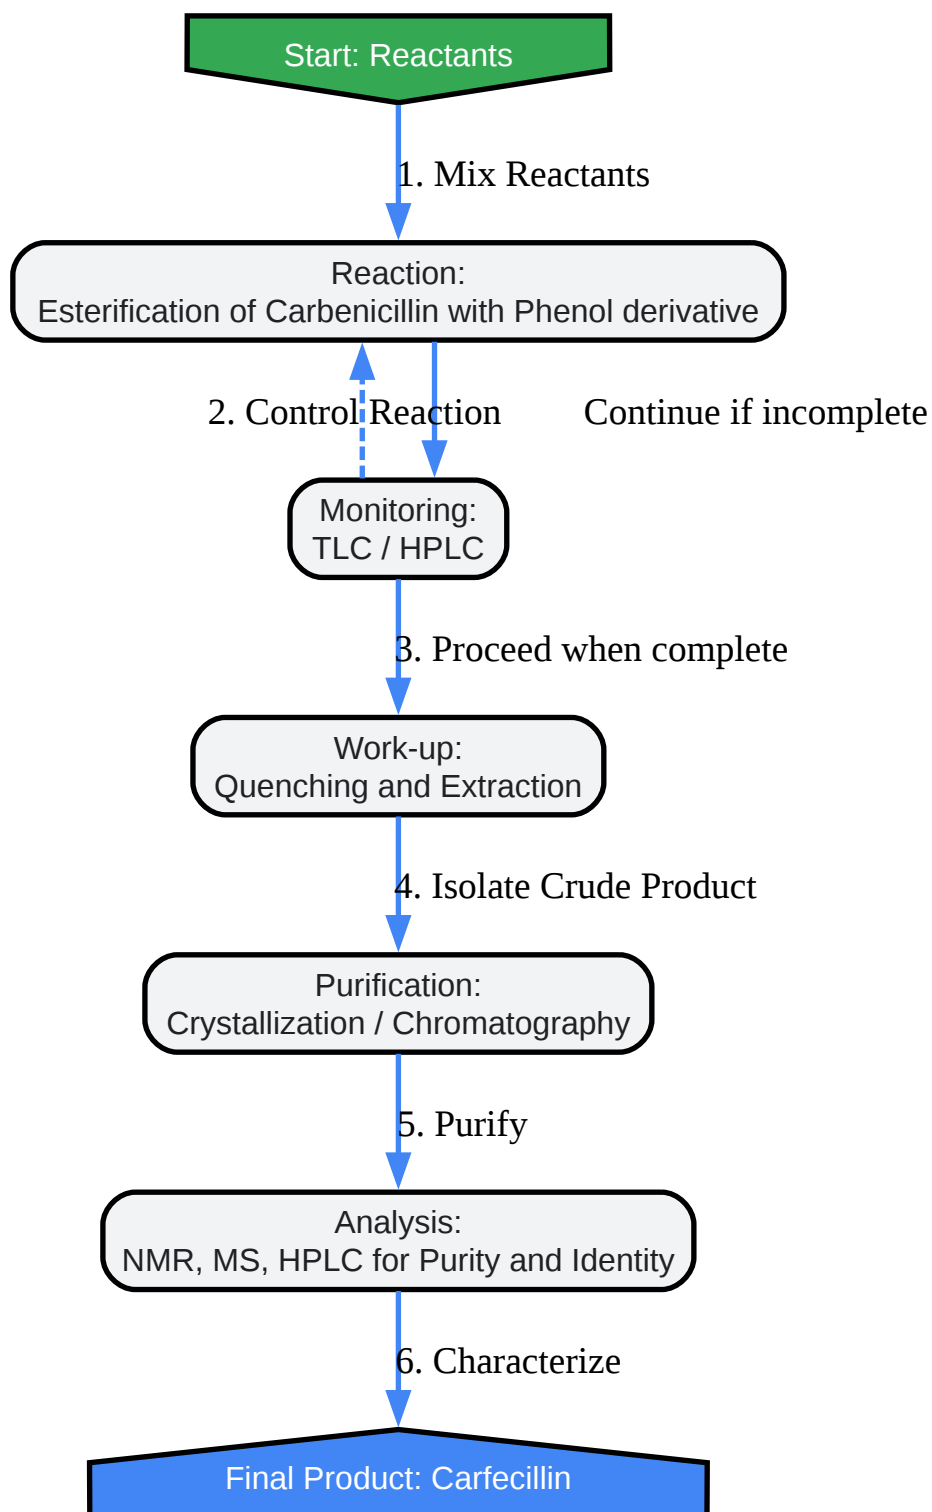 Start: Reactants
1. Mix Reactants
Reaction:
Esterification of Carbenicillin with Phenol derivative
2. Control Reaction
Continue if incomplete
Monitoring:
TLC / HPLC
3. Proceed when complete
Work-up:
Quenching and Extraction
4. Isolate Crude Product
Purification:
Crystallization / Chromatography
5. Purify
Analysis:
NMR, MS, HPLC for Purity and Identity
6. Characterize
Final Product: Carfecillin